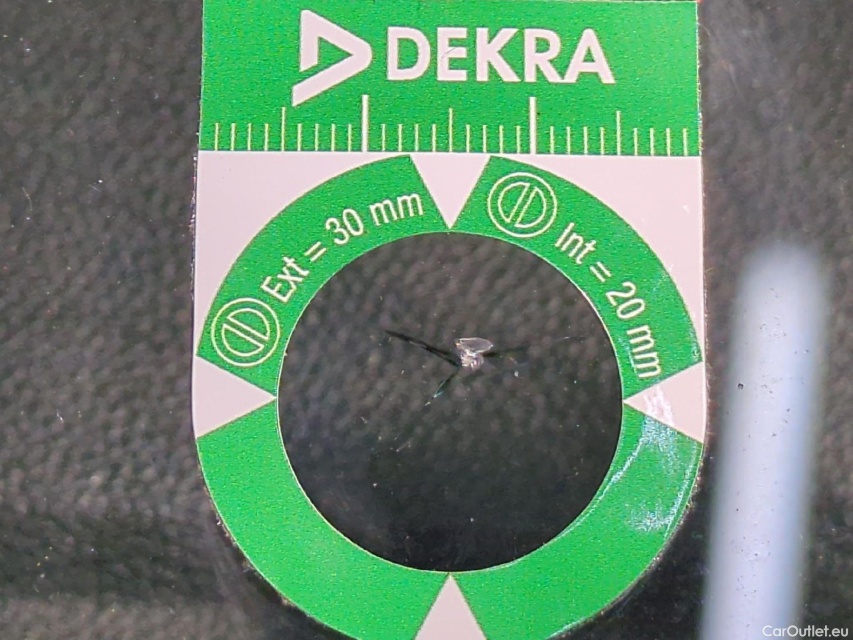 DEKRA
Ext = 30 mm
Int = 20 mm
CarOutlet.eu